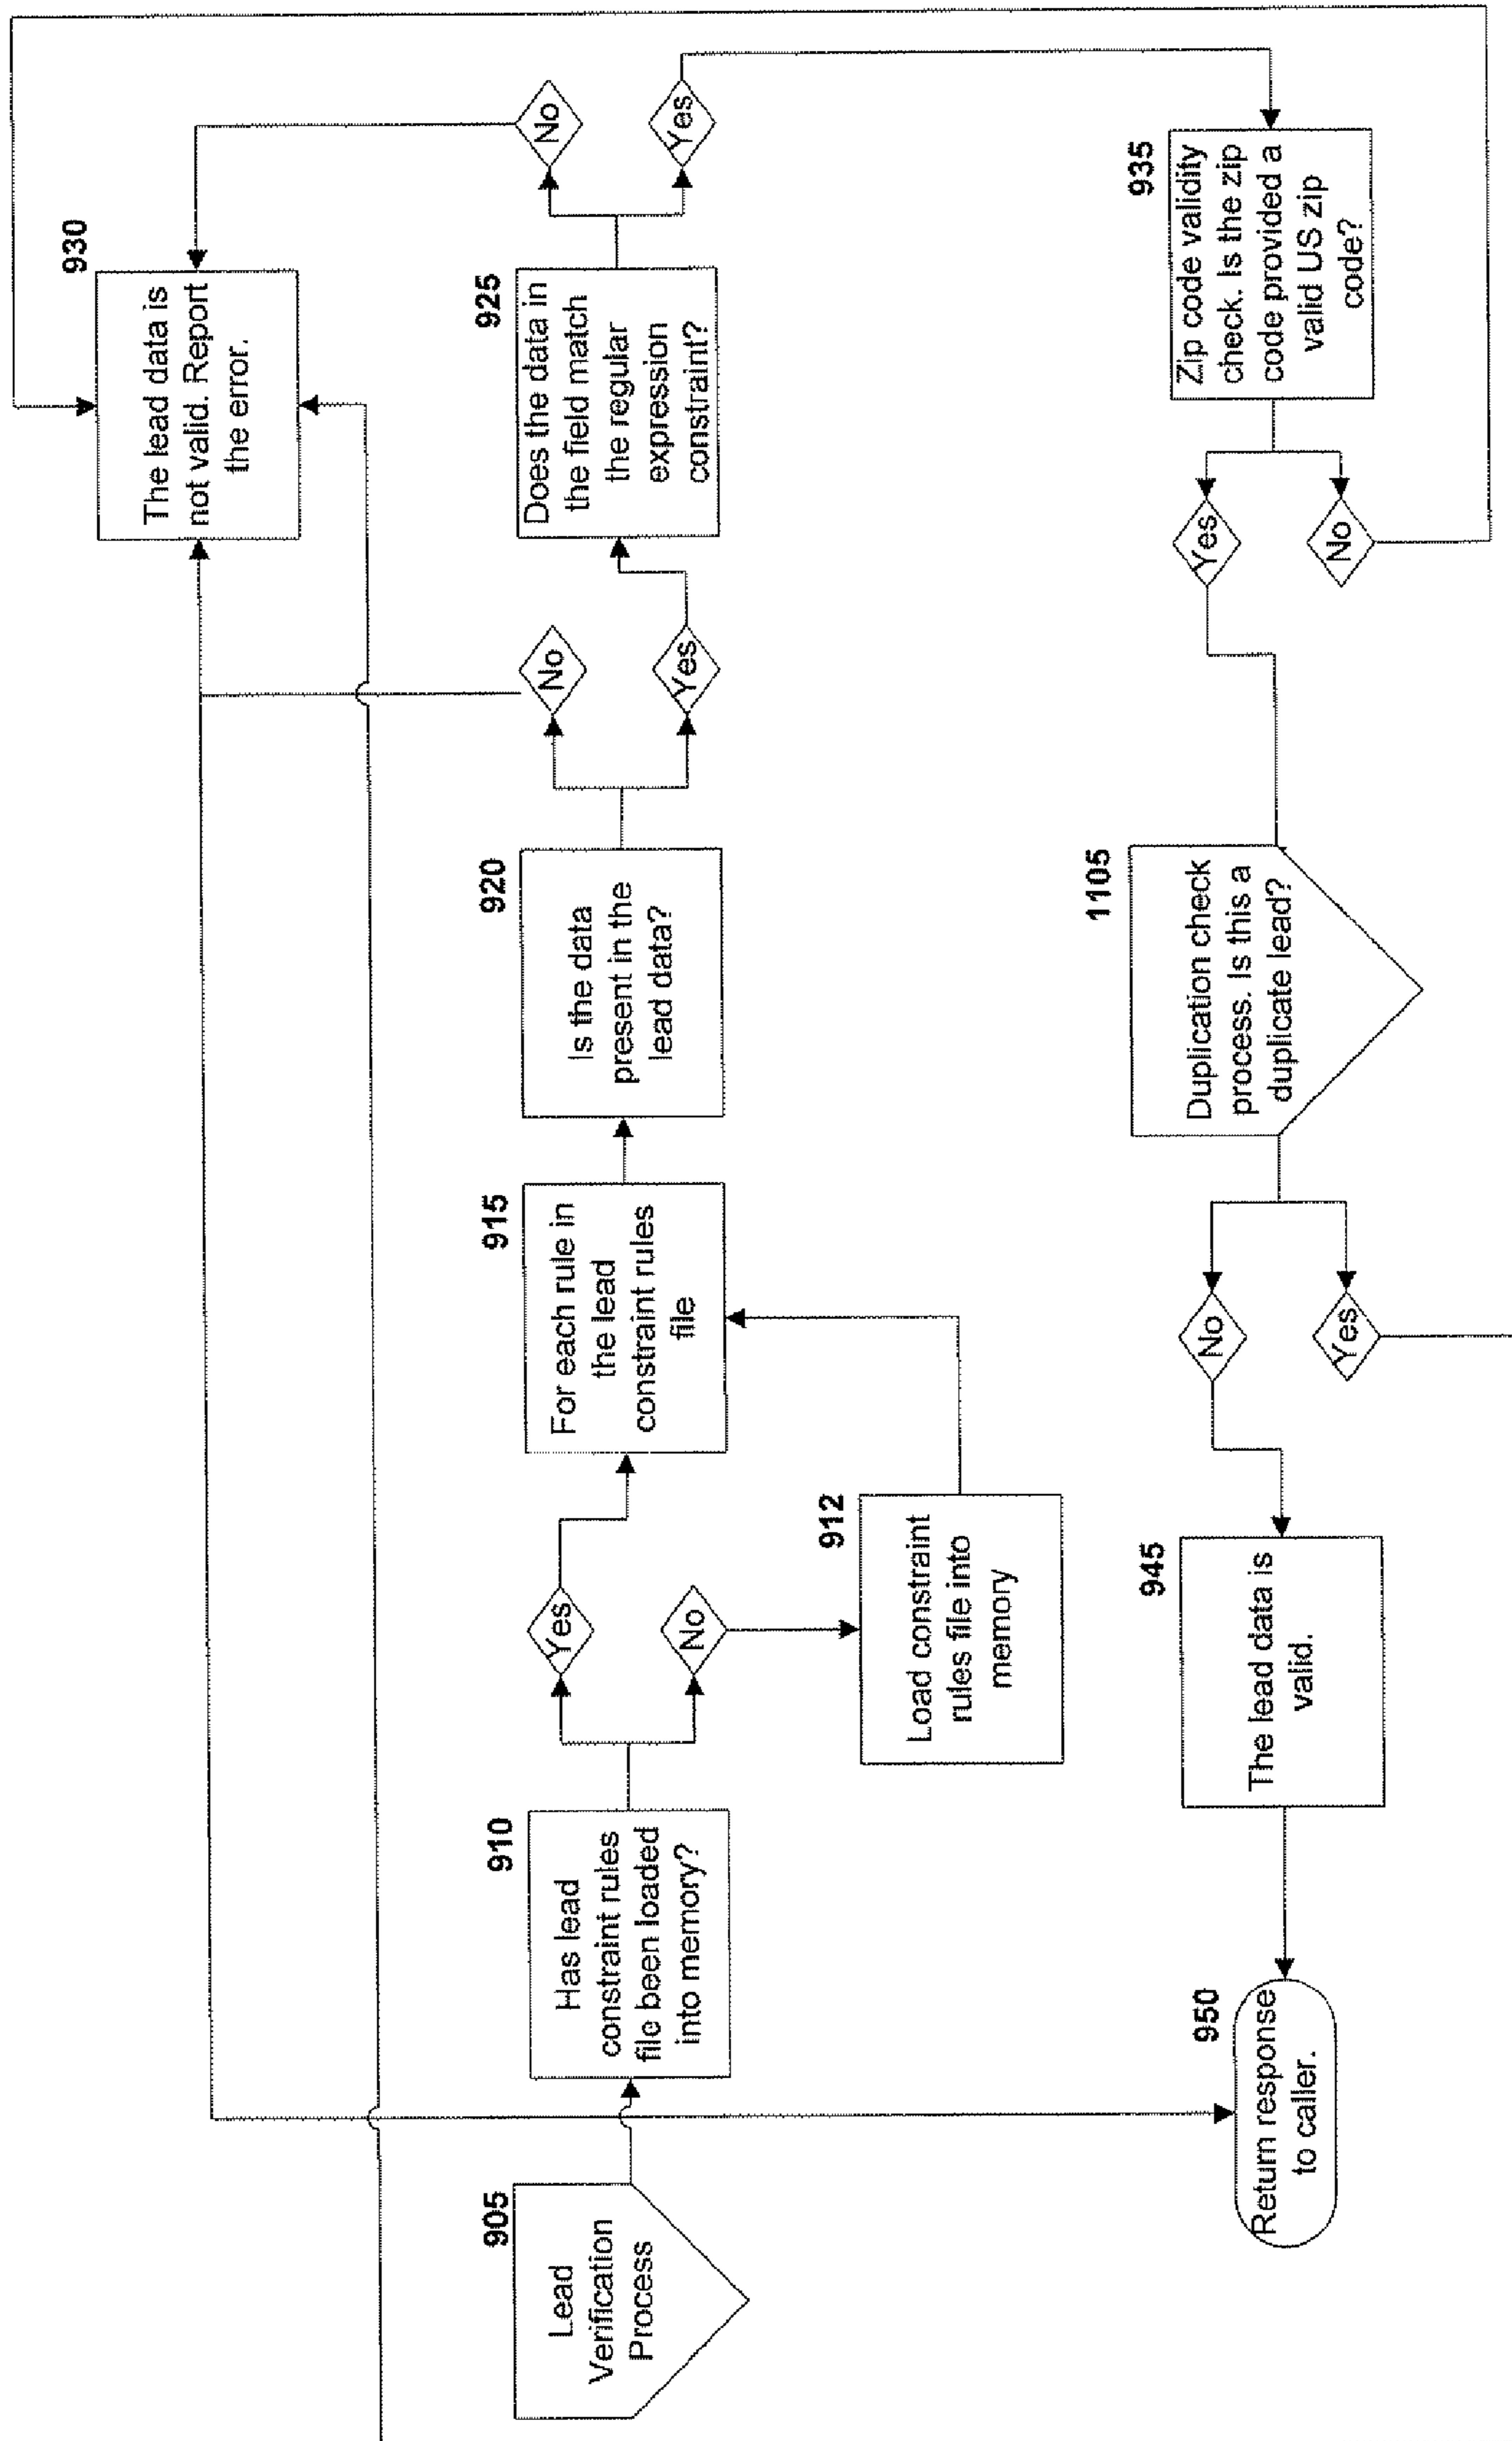 930
The lead data is
not valid. Report
the error.
905
Lead
Verification
Process
910
Has lead
constraint rules
file been loaded
into memory?
Yes
No
912
Load constraint
rules file into
memory
915
For each rule in
the lead
constraint rules
file
920
Is the data
present in the
lead data?
No
Yes
925
Does the data in
the field match
the regular
expression
constraint?
No
Yes
950
Return response
to caller.
945
The lead data is
valid.
No
Yes
1105
Duplication check
process. Is this a
duplicate lead?
Yes
No
935
Zip code validity
check. Is the zip
code provided a
valid US zip
code?